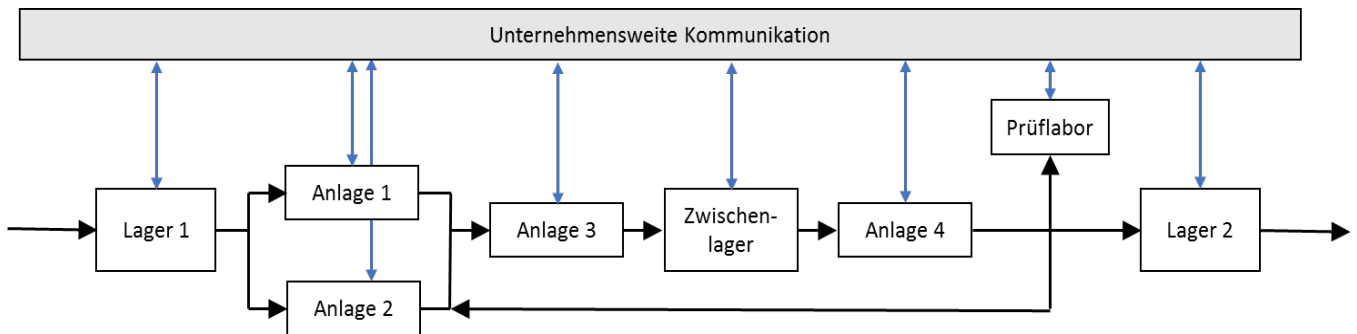 Unternehmensweite Kommunikation
Prüflabor
Anlage 1
Lager 1
Anlage 3
Zwischen-
lager
Anlage 4
Lager 2
Anlage 2